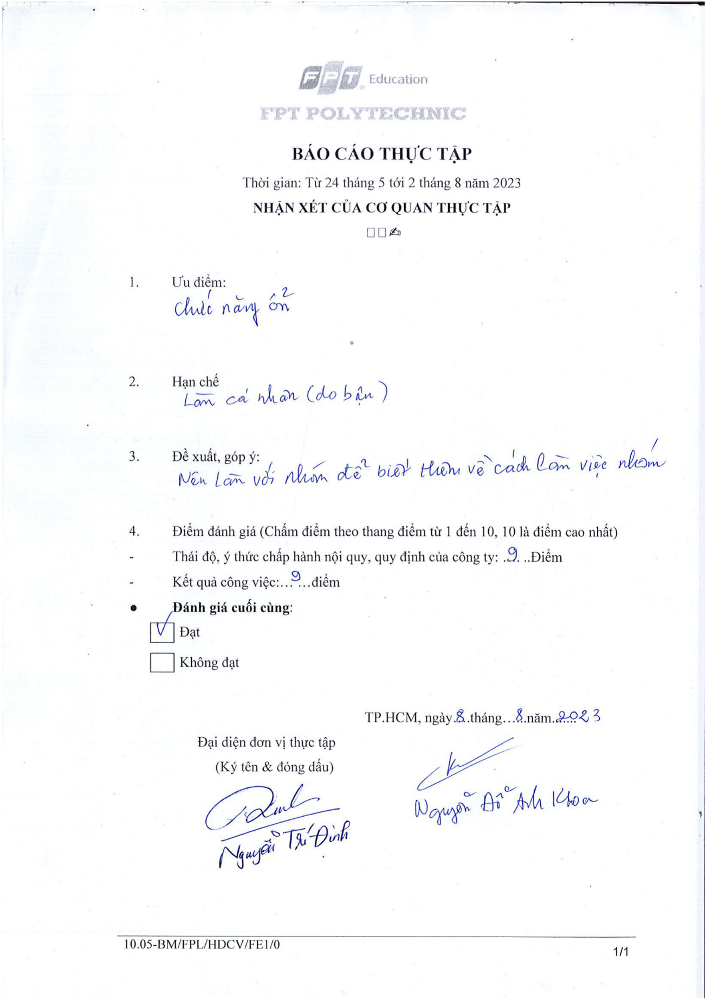 FPT Education
FPT POLYTECHNIC
BÁO CÁO THỰC TẬP
Thời gian: Từ 24 tháng 5 tới 2 tháng 8 năm 2023
NHẬN XÉT CỦA CƠ QUAN THỰC TẬP
1. Ưu điểm:
Chức năng ổn
2. Hạn chế
Làm cá nhân (do bận)
3. Đề xuất, góp ý:
Nên làm với nhóm để biết thêm về cách làm việc nhóm
4. Điểm đánh giá (Chấm điểm theo thang điểm từ 1 đến 10, 10 là điểm cao nhất)
- Thái độ, ý thức chấp hành nội quy, quy định của công ty: .9. ..Điểm
- Kết quả công việc:...9...điểm
● Đánh giá cuối cùng:
Đạt
Không đạt
TP.HCM, ngày.8.tháng...8.năm.2023
Đại diện đơn vị thực tập
(Ký tên & đóng dấu)
Nguyễn Đỗ Anh Khoa
Nguyễn Trí Định
10.05-BM/FPL/HDCV/FE1/0
1/1